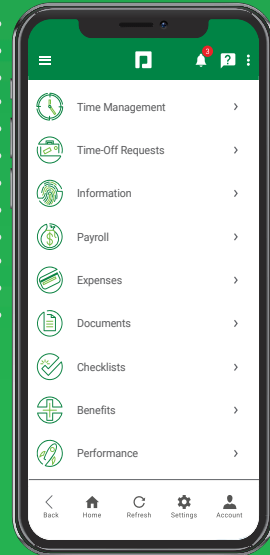 3
?
Time Management
Time-Off Requests
Information
Payroll
Expenses
Documents
Checklists
Benefits
Performance
Back Home Refresh Settings Account